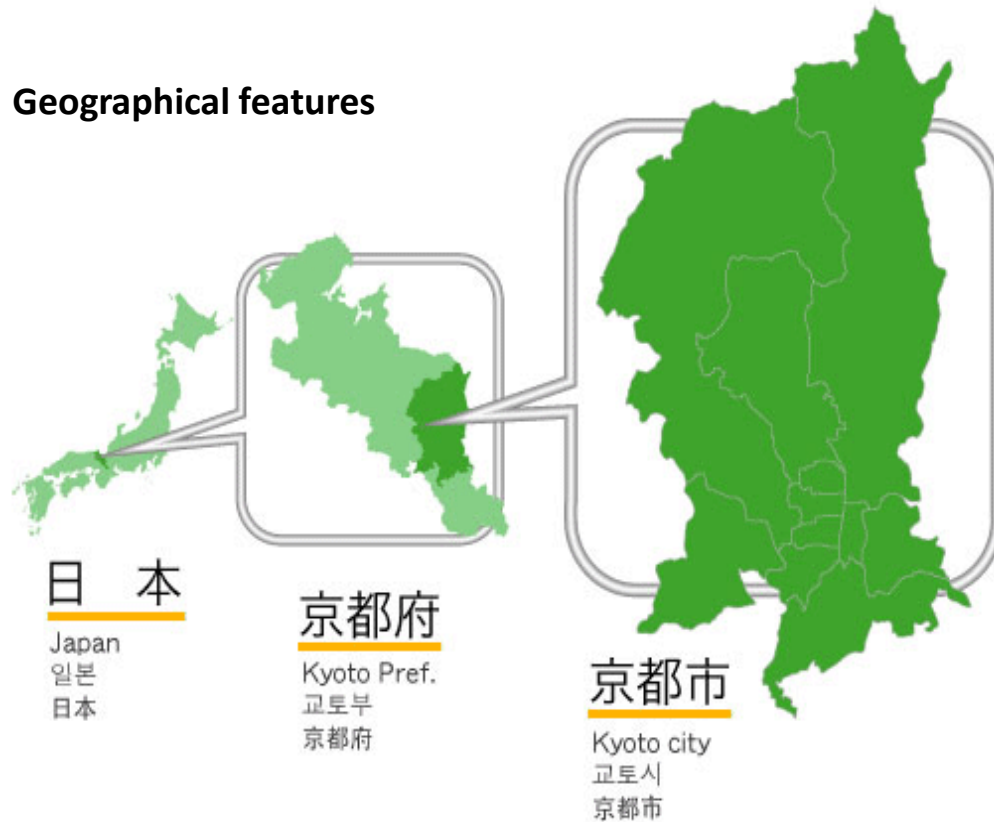 Geographical features
日 本
Japan
일본
日本
京都府
Kyoto Pref.
교토부
京都府
京都市
Kyoto city
교토시
京都市